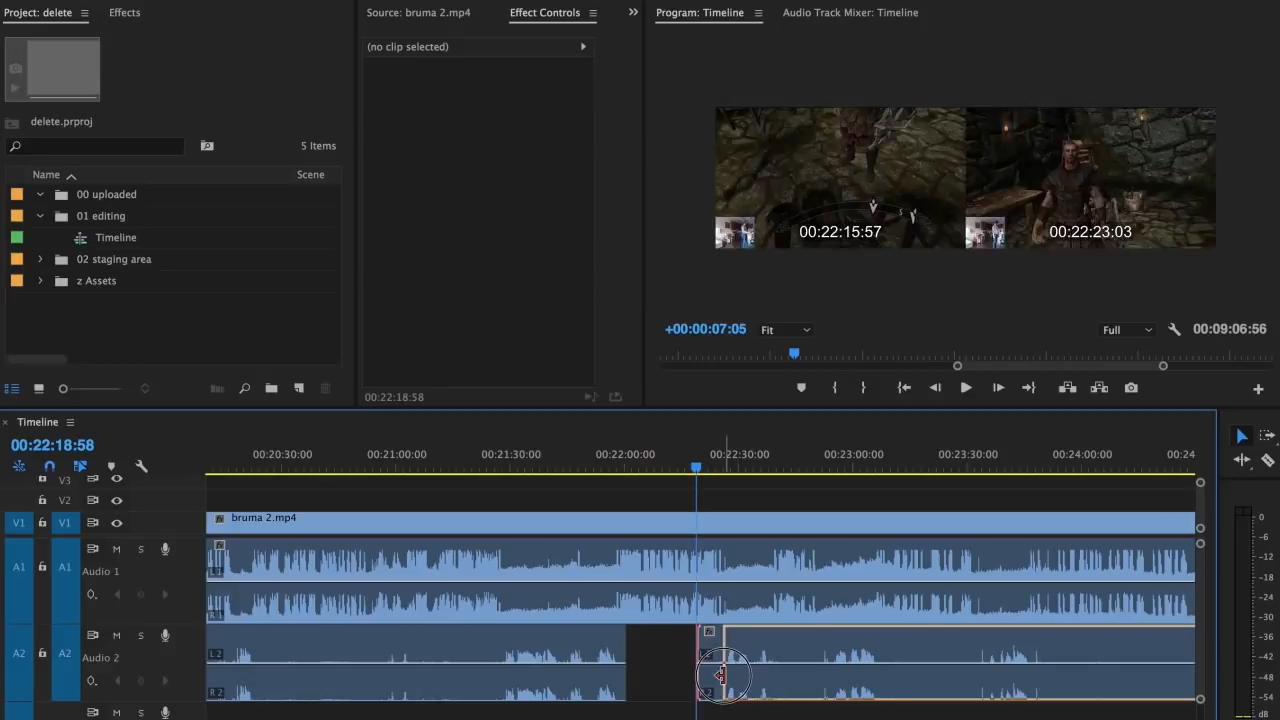 Project: delete
Effects
Source: bruma 2.mp4
Effect Controls
Program: Timeline
Audio Track Mixer: Timeline
(no clip selected)
delete.prproj
5 Items
Name
Scene
00 uploaded
01 editing
Timeline
02 staging area
z Assets
00:22:18:58
00:22:15:57
00:22:23:03
+00:00:07:05
Fit
Full
00:09:06:56
Timeline
00:22:18:58
00:20:30:00
00:21:00:00
00:21:30:00
00:22:00:00
00:22:30:00
00:23:00:00
00:23:30:00
00:24:00:00
00:24
V3
V2
V1
V1
bruma 2.mp4
A1
A1
M
S
Audio 1
L 1
R 1
A2
A2
M
S
Audio 2
L 2
R 2
0
-6
-12
-18
-24
-30
-36
-42
-48
-54
dB